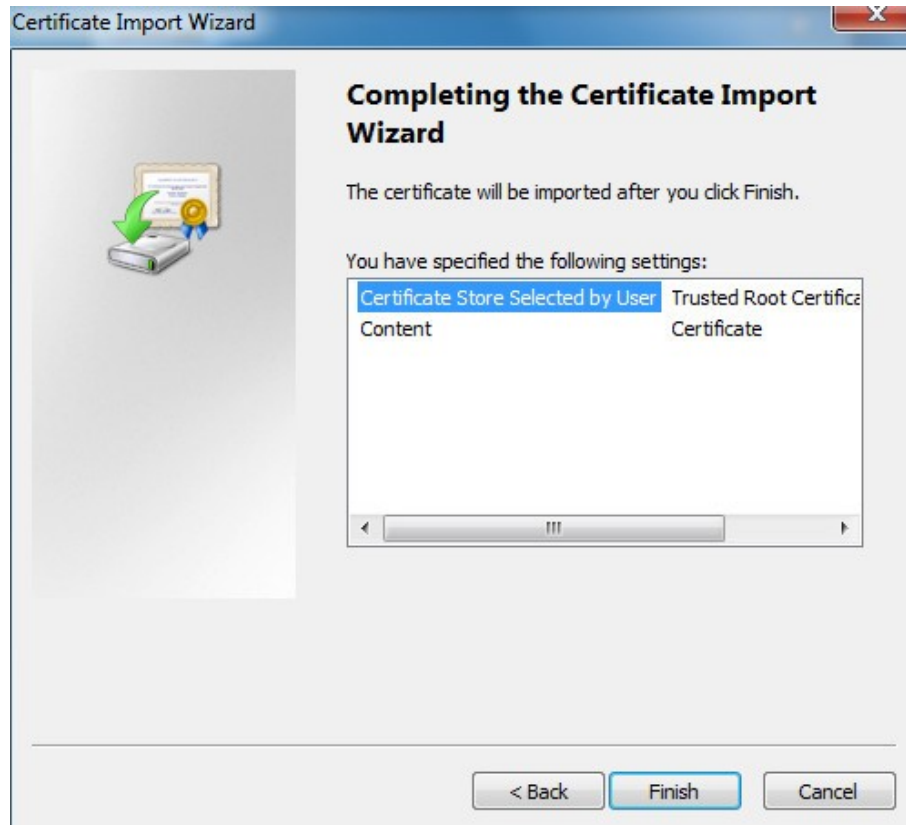 Certificate Import Wizard
Completing the Certificate Import
Wizard
The certificate will be imported after you click Finish.
You have specified the following settings:
Certificate Store Selected by User Trusted Root Certifica
Content Certificate
< Back Finish Cancel